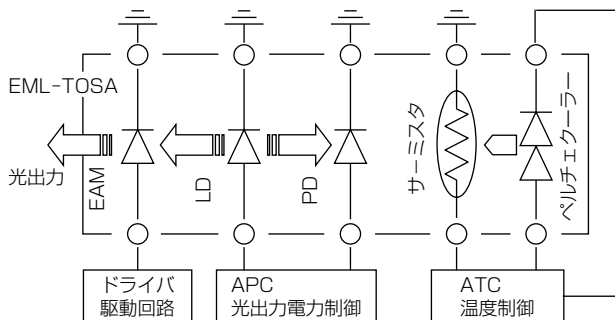 EML-TOSA
光出力
EAM
LD
PD
サーミスタ
ペルチェクーラー
ドライバ
駆動回路
APC
光出力電力制御
ATC
温度制御